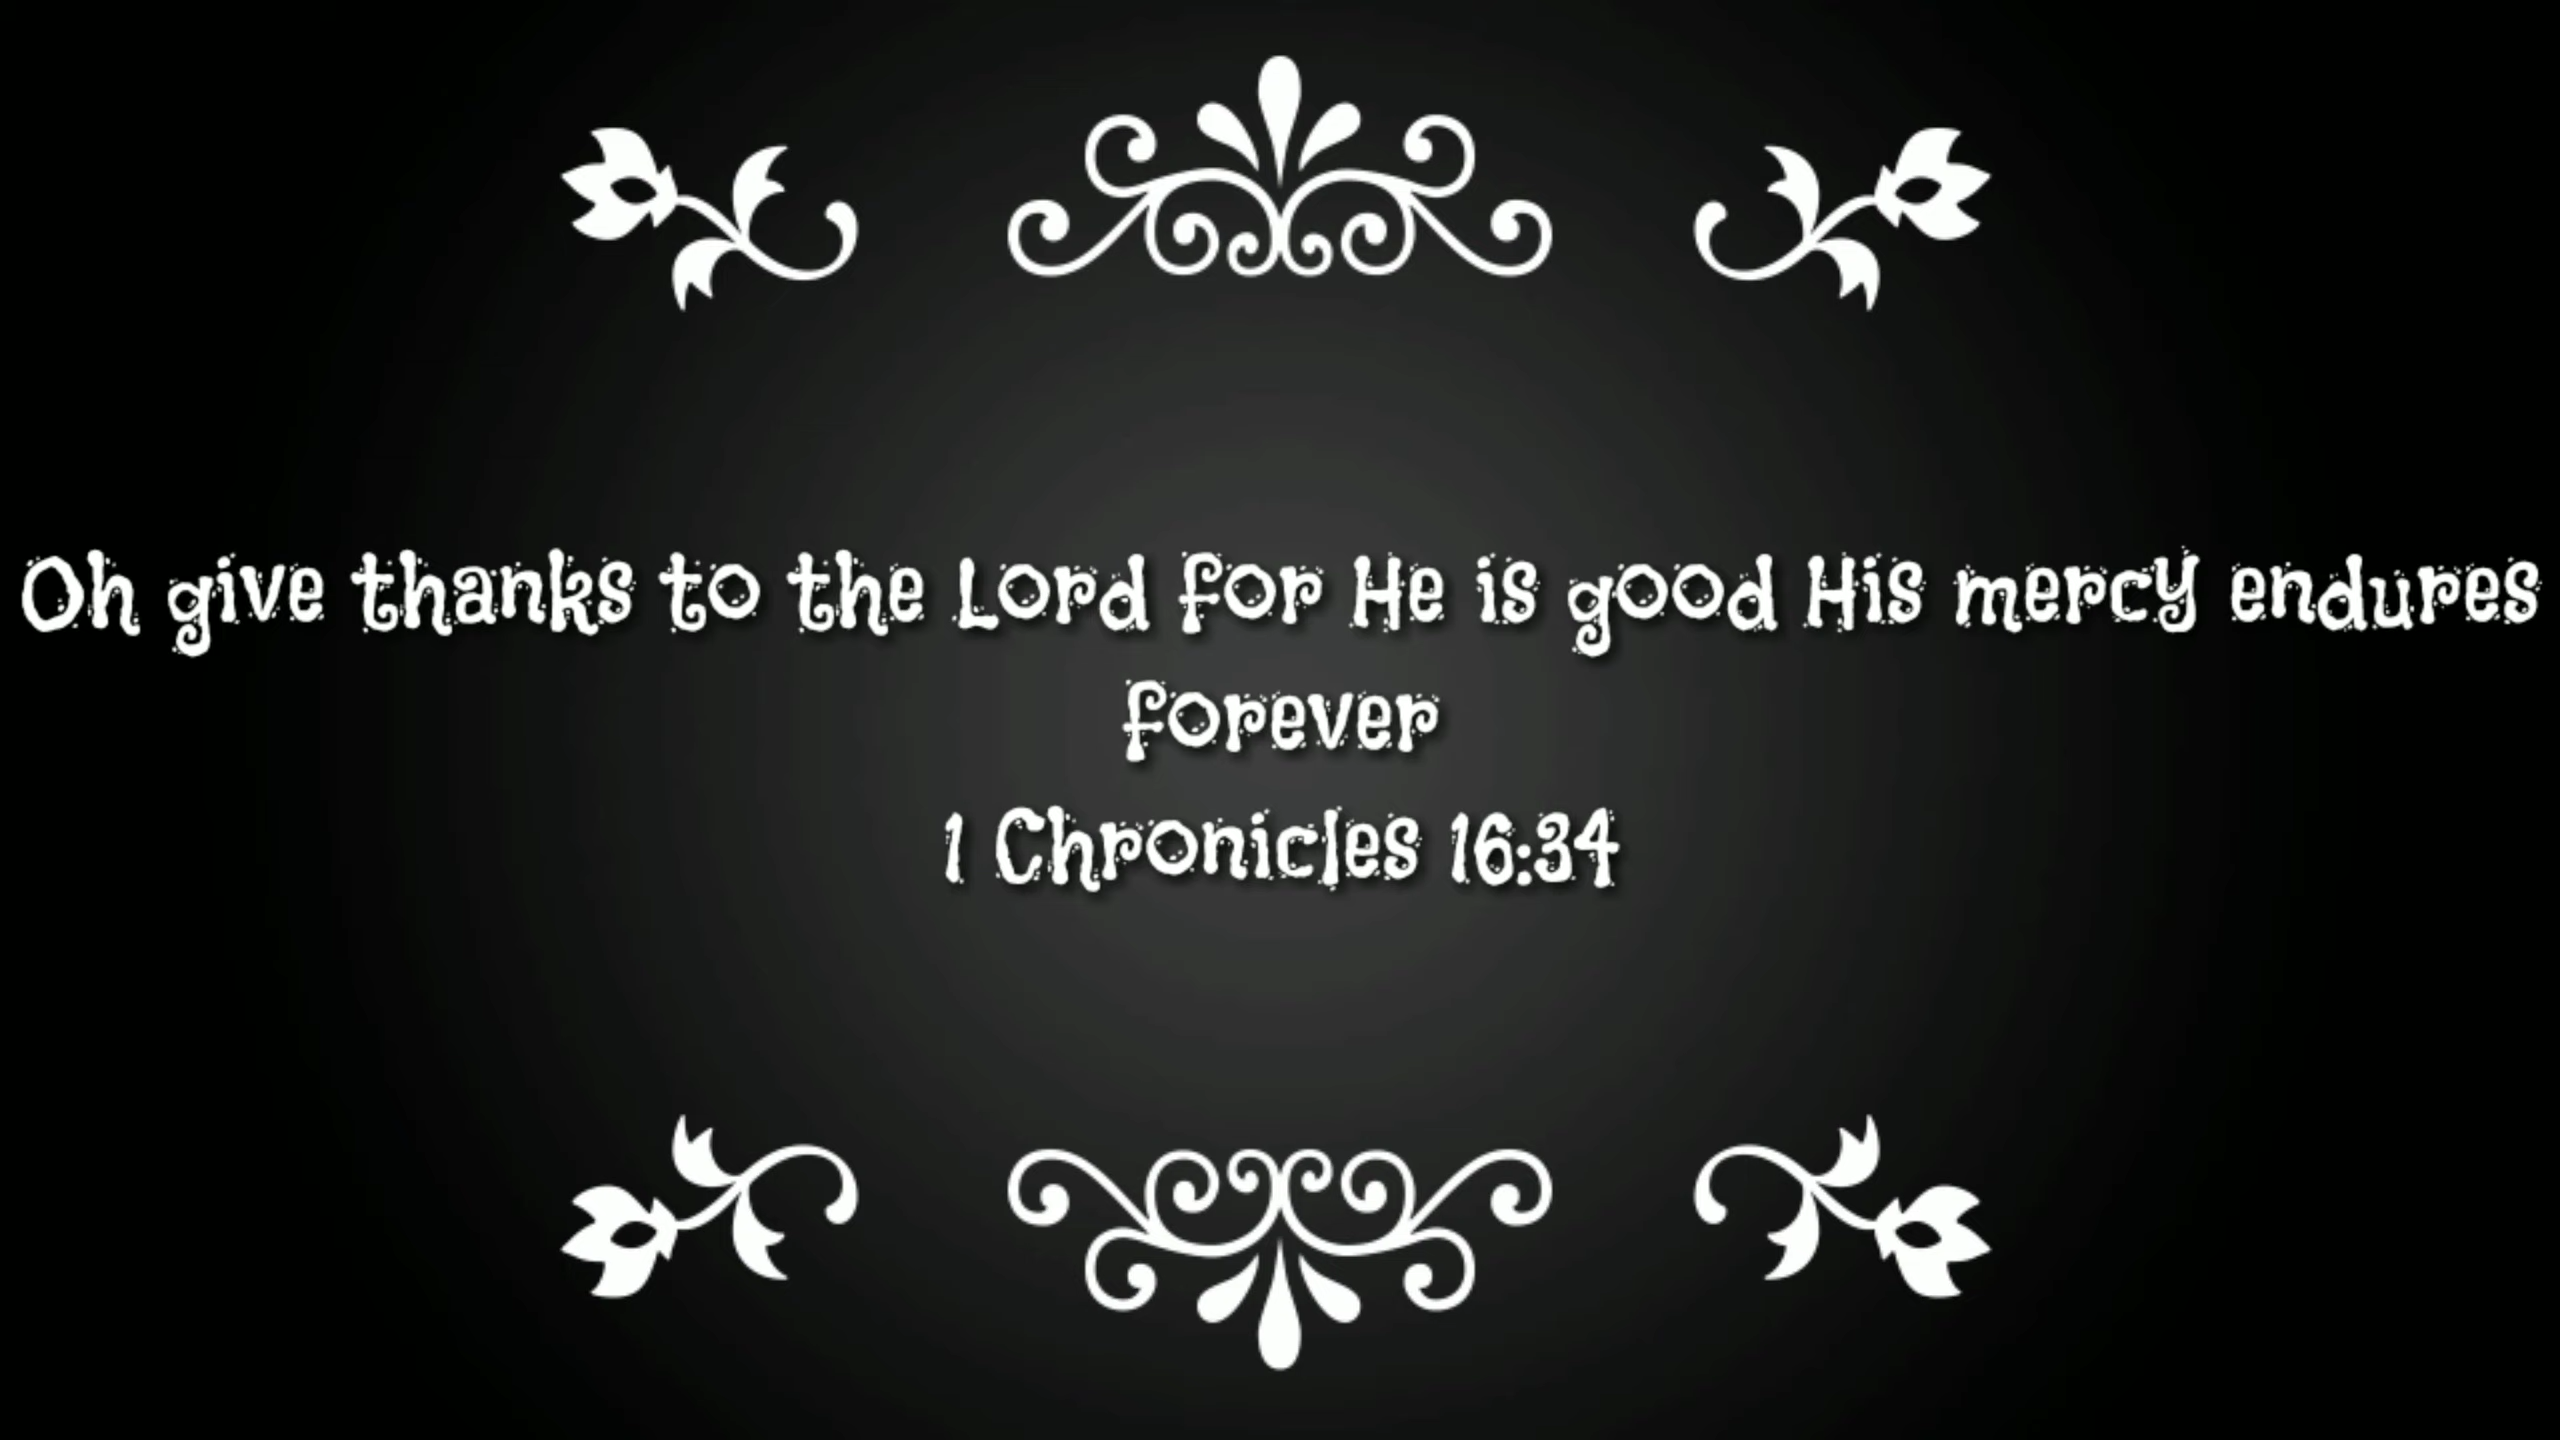 Oh give thanks to the Lord for He is good His mercy endures
forever
1 Chronicles 16:34